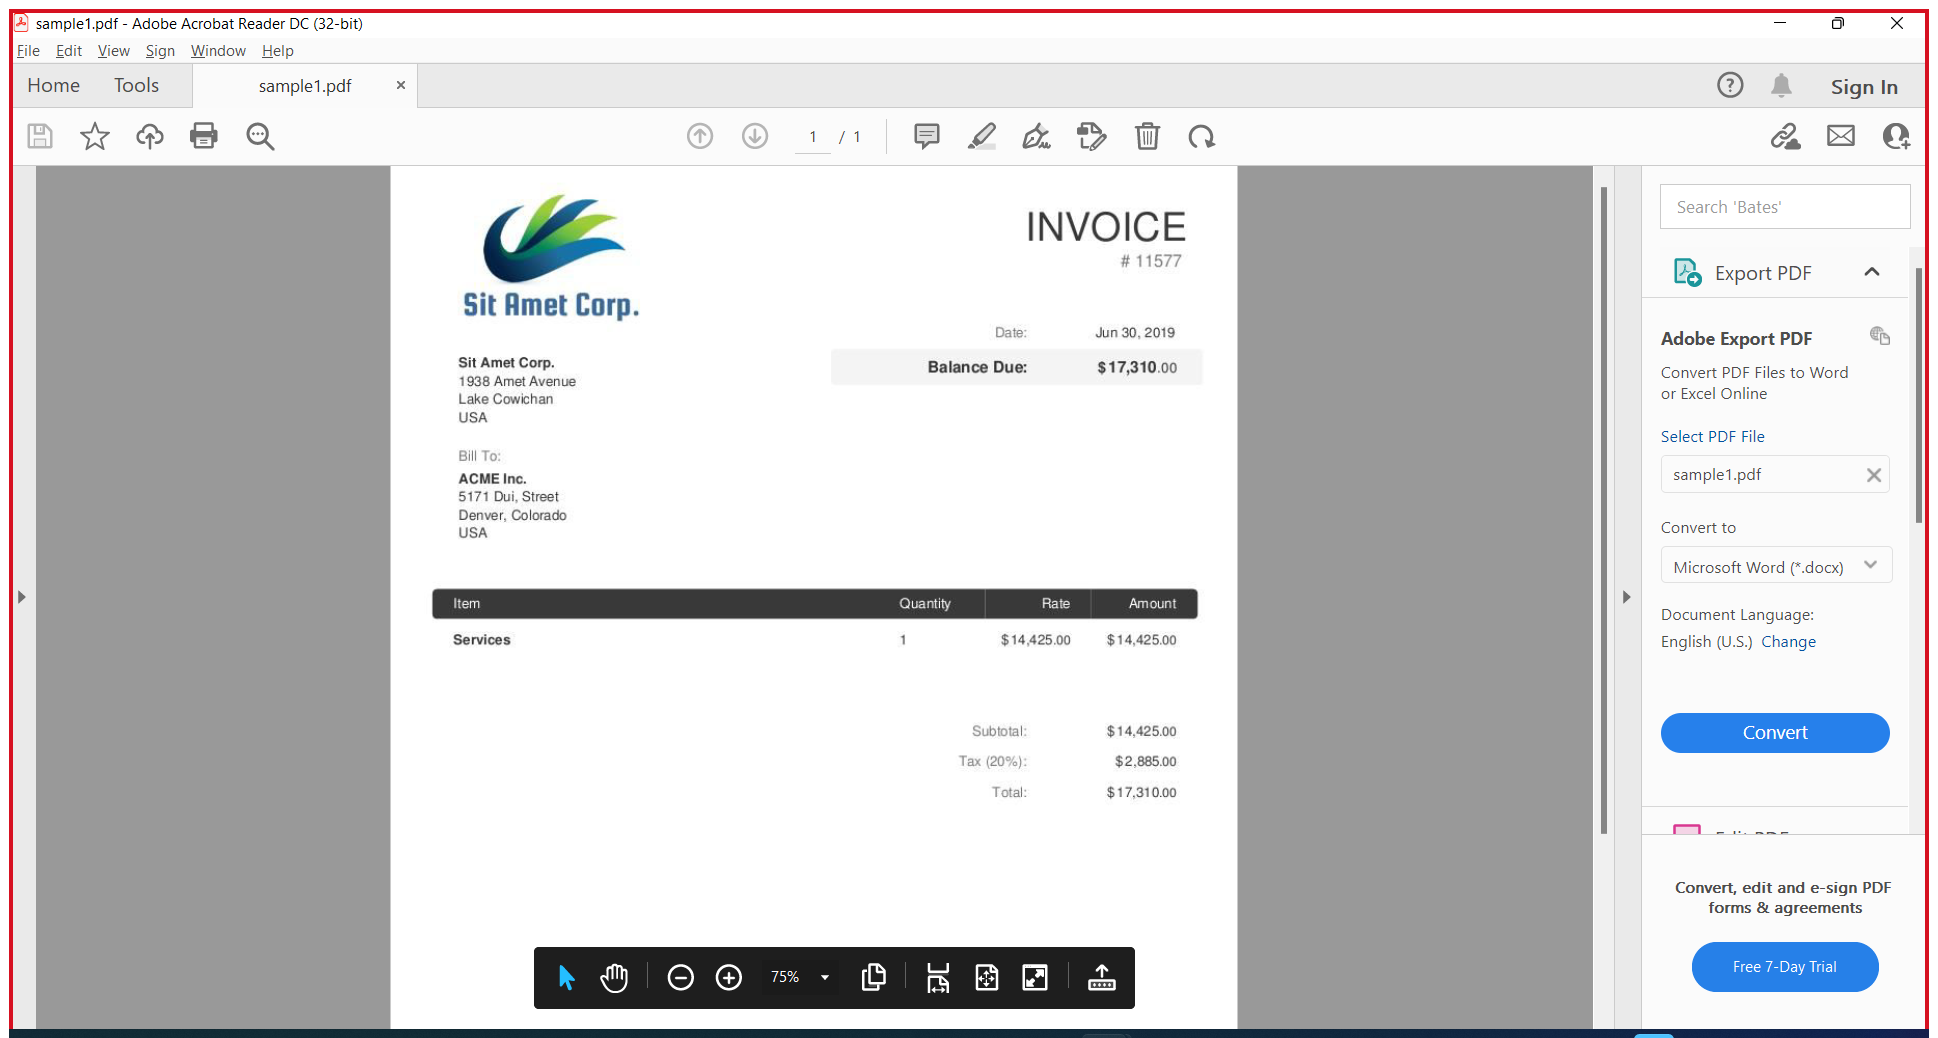 sample1.pdf - Adobe Acrobat Reader DC (32-bit)
File Edit View Sign Window Help
Home Tools sample1.pdf × Sign In
1 / 1
Sit Amet Corp.
INVOICE
# 11577
Date: Jun 30, 2019
Balance Due: $17,310.00
Sit Amet Corp.
1938 Amet Avenue
Lake Cowichan
USA
Bill To:
ACME Inc.
5171 Dui, Street
Denver, Colorado
USA
Item Quantity Rate Amount
Services 1 $14,425.00 $14,425.00
Subtotal: $14,425.00
Tax (20%): $2,885.00
Total: $17,310.00
75%
Search 'Bates'
Export PDF
Adobe Export PDF
Convert PDF Files to Word
or Excel Online
Select PDF File
sample1.pdf
Convert to
Microsoft Word (*.docx)
Document Language:
English (U.S.) Change
Convert
Edit PDF
Convert, edit and e-sign PDF
forms & agreements
Free 7-Day Trial